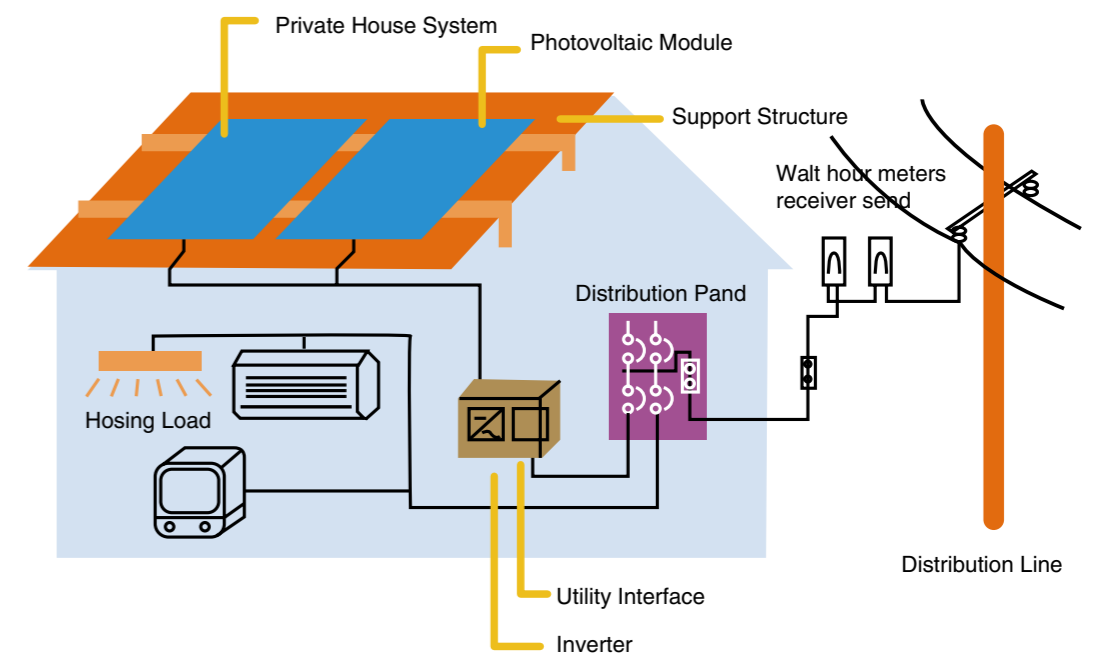 Private House System
Photovoltaic Module
Support Structure
Walt hour meters
receiver send
Distribution Pand
Hosing Load
Distribution Line
Utility Interface
Inverter